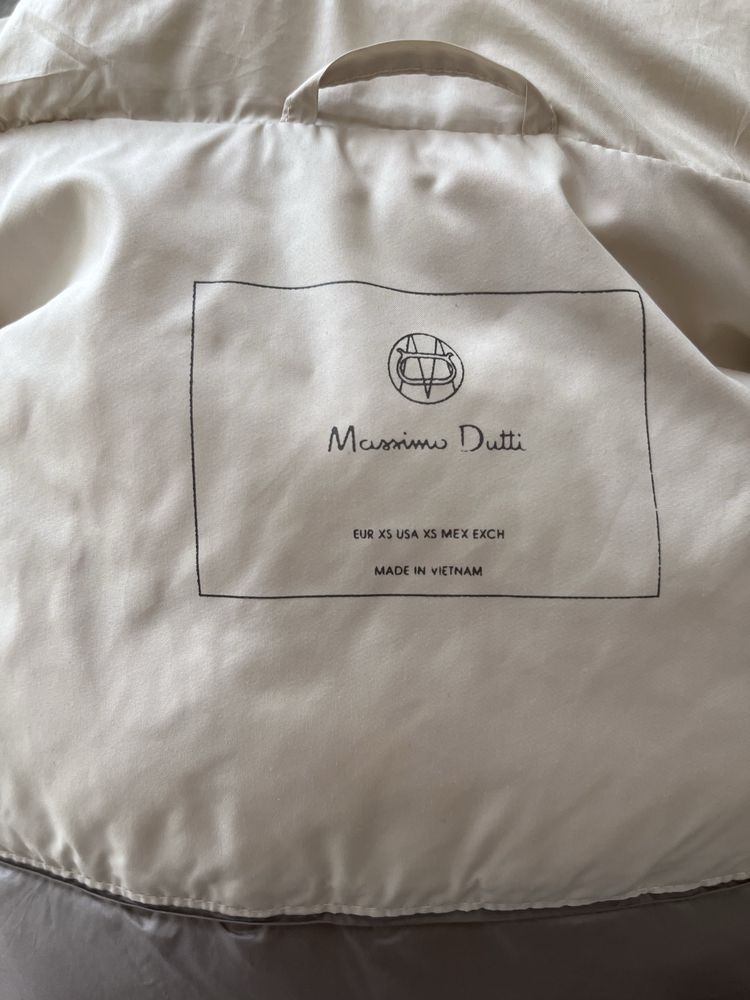 Massimo Dutti
EUR XS USA XS MEX EXCH
MADE IN VIETNAM